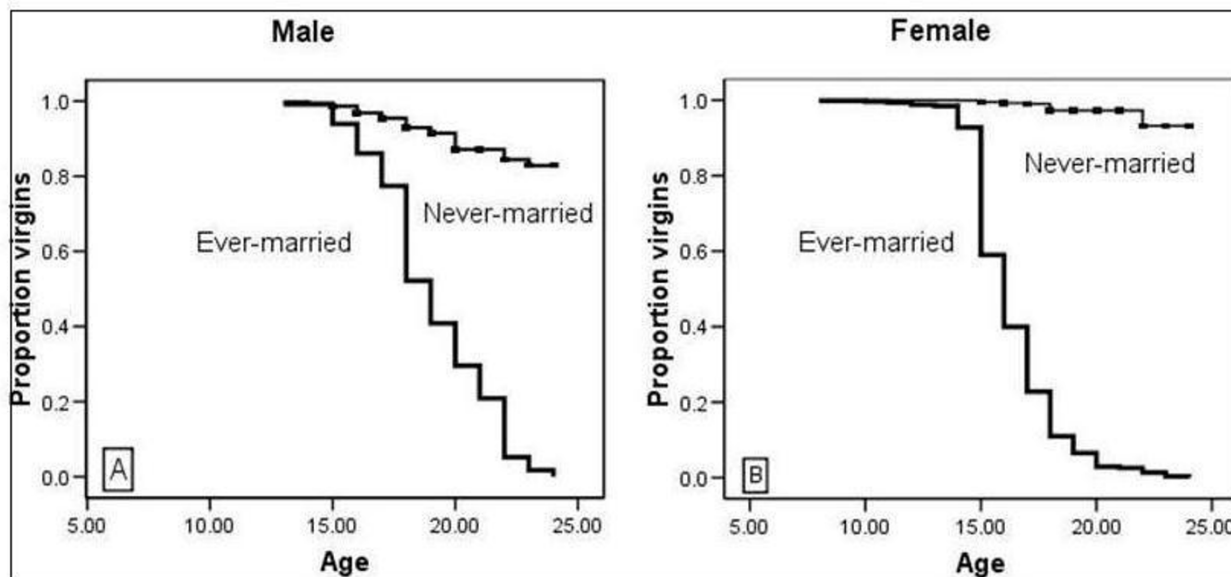 Male
Proportion virgins
1.0
0.8
0.6
0.4
0.2
0.0
Never-married
Ever-married
A
5.00 10.00 15.00 20.00 25.00
Age
Female
Proportion virgins
1.0
0.8
0.6
0.4
0.2
0.0
Never-married
Ever-married
B
5.00 10.00 15.00 20.00 25.00
Age